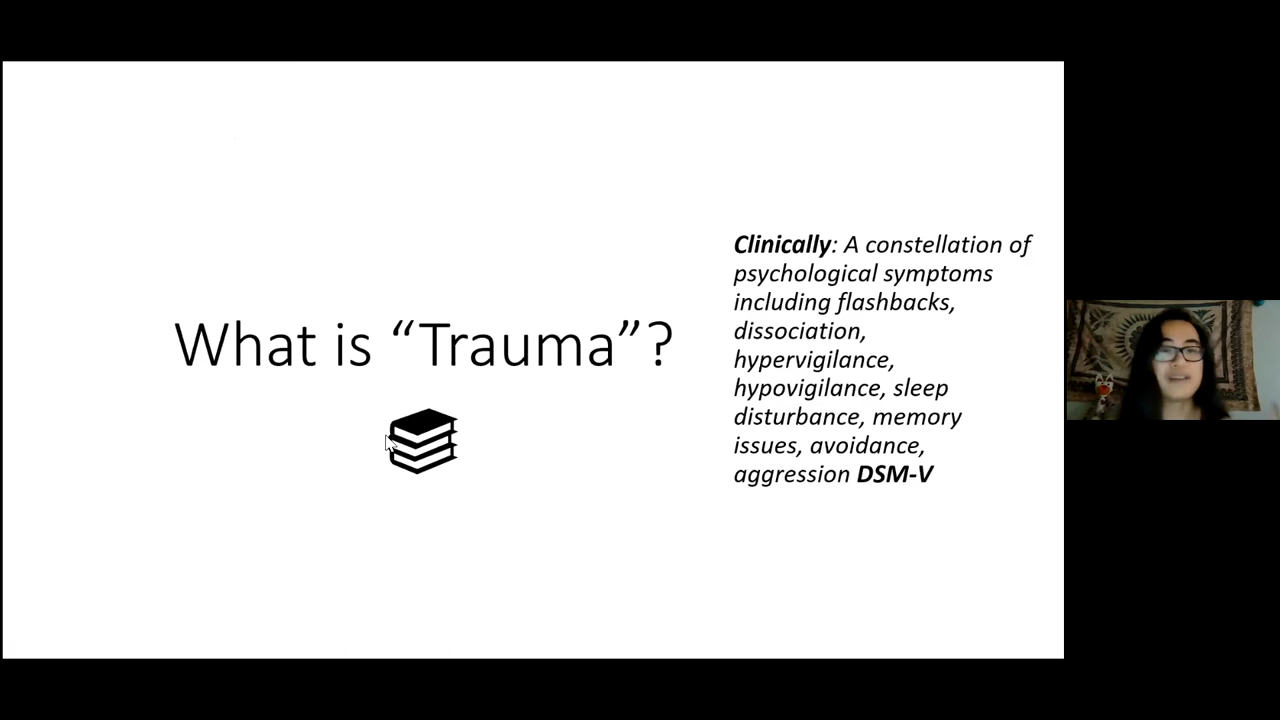 What is “Trauma”?
Clinically: A constellation of
psychological symptoms
including flashbacks,
dissociation,
hypervigilance,
hypovigilance, sleep
disturbance, memory
issues, avoidance,
aggression DSM-V